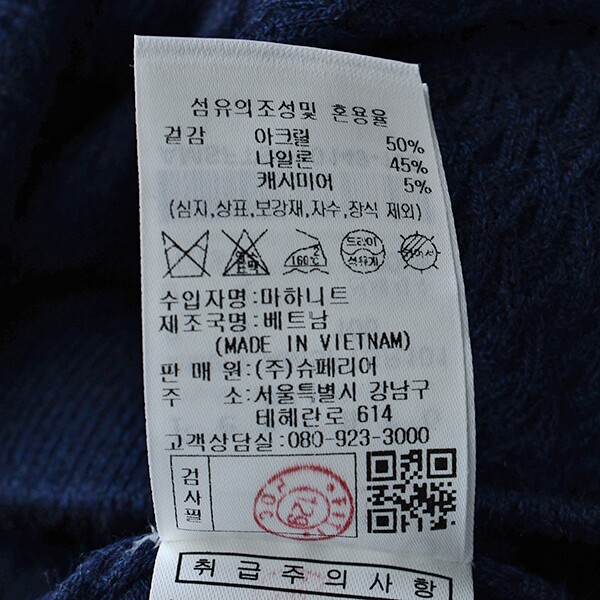 섬유의조성및 혼용율
겉감 아크릴 50%
나일론 45%
캐시미어 5%
(심지,상표,보강재,자수,장식 제외)
160℃ 드라이 석유계
수입자명:마하니트
제조국명:베트남
(MADE IN VIETNAM)
판 매 원:(주)슈페리어
주 소:서울특별시 강남구
테헤란로 614
고객상담실:080-923-3000
검사필
취급주의사항